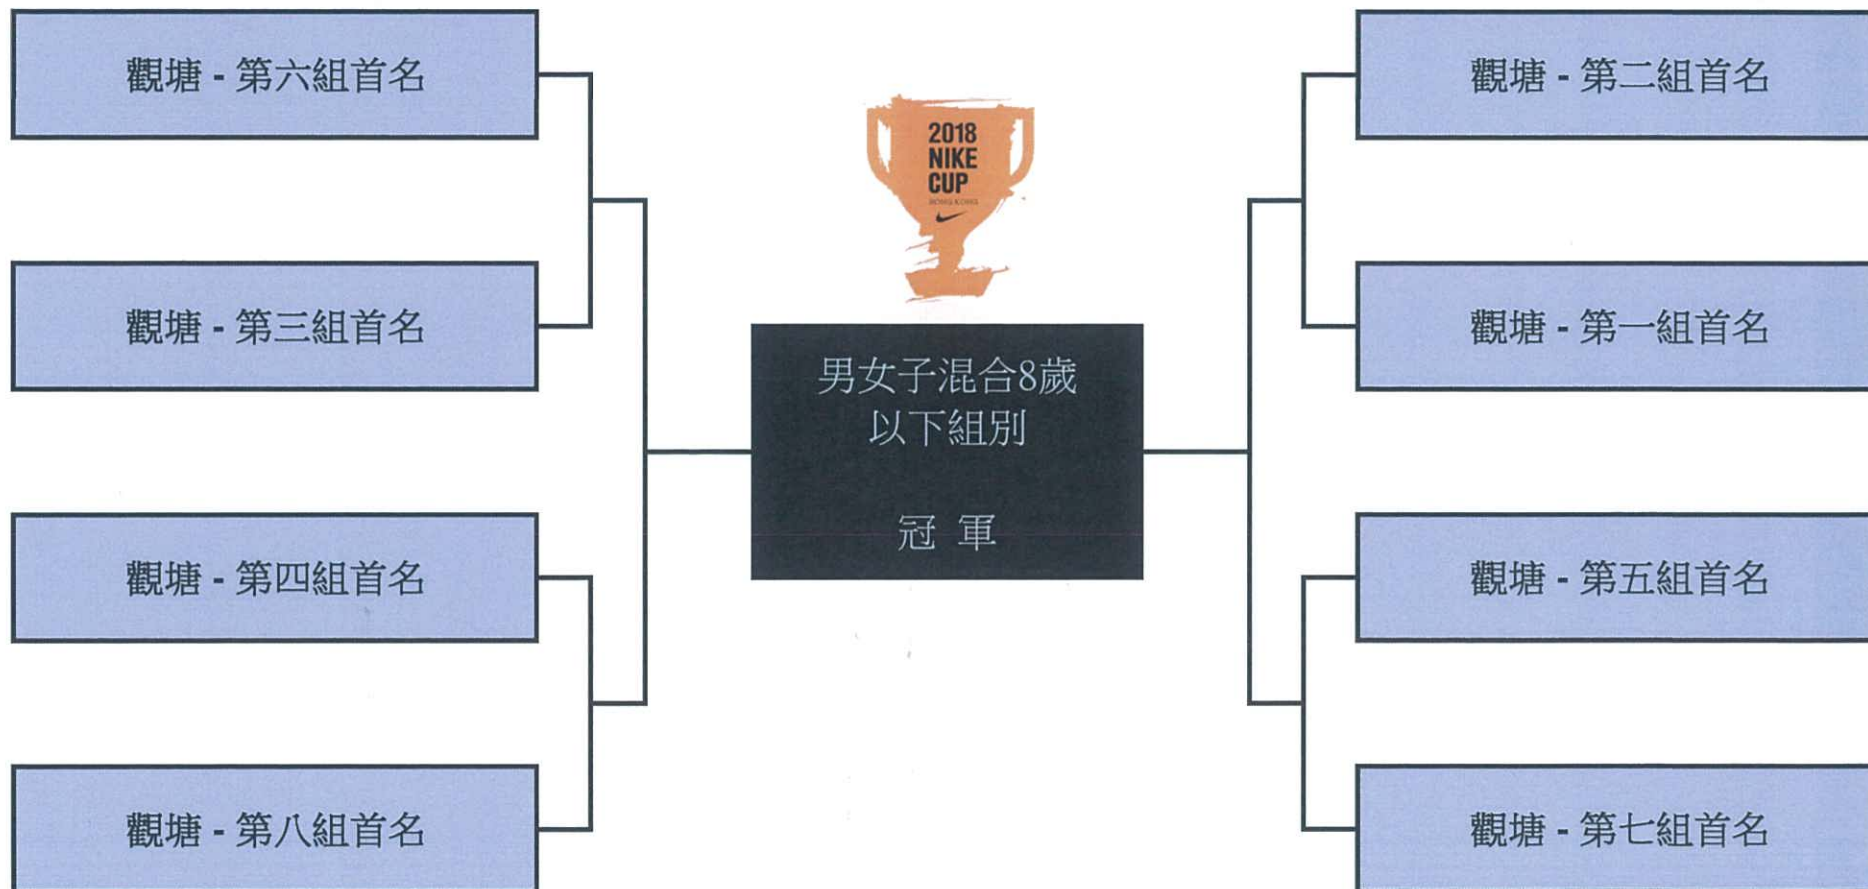 觀塘 - 第六組首名
觀塘 - 第三組首名
觀塘 - 第四組首名
觀塘 - 第八組首名
2018
NIKE
CUP
HONG KONG
男女子混合8歲
以下組別
冠 軍
觀塘 - 第二組首名
觀塘 - 第一組首名
觀塘 - 第五組首名
觀塘 - 第七組首名